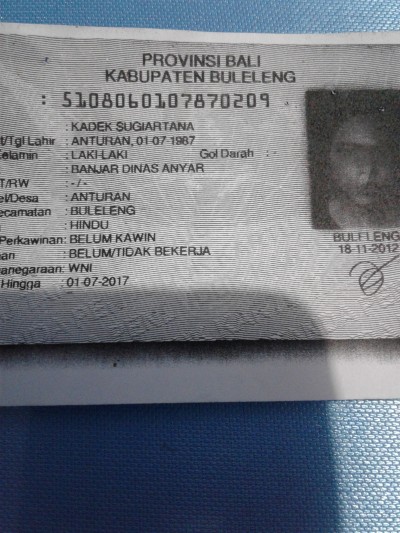 PROVINSI BALI
KABUPATEN BULELENG
: 5108060107870209
: KADEK SUGIARTANA
t/Tgl Lahir : ANTURAN, 01-07-1987
elamin : LAKI-LAKI Gol Darah : -
: BANJAR DINAS ANYAR
T/RW : -/-
el/Desa : ANTURAN
ecamatan : BULELENG
: HINDU
Perkawinan: BELUM KAWIN
an : BELUM/TIDAK BEKERJA
anegaraan: WNI
Hingga : 01-07-2017
BULELENG
18-11-2012